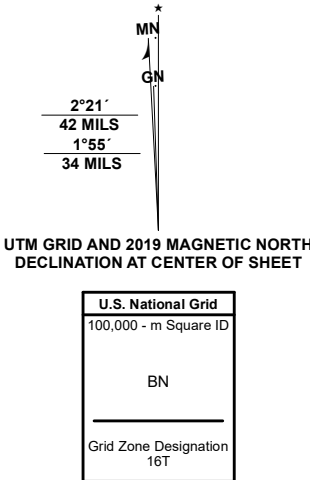 ★
MN
GN
2°21´
42 MILS
1°55´
34 MILS
UTM GRID AND 2019 MAGNETIC NORTH
DECLINATION AT CENTER OF SHEET
U.S. National Grid
100,000 - m Square ID
BN
Grid Zone Designation
16T